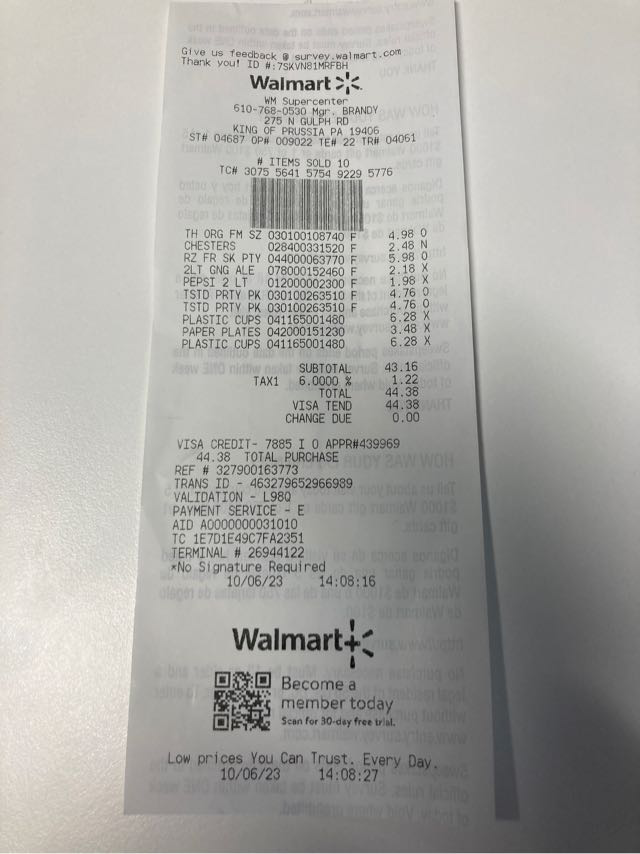 Give us feedback @ survey.walmart.com
Thank you! ID #:7SKVN81MRFBH
Walmart
WM Supercenter
610-768-0530 Mgr. BRANDY
275 N GULPH RD
KING OF PRUSSIA PA 19406
ST# 04687 OP# 009022 TE# 22 TR# 04061
# ITEMS SOLD 10
TC# 3075 5641 5754 9229 5776
TH ORG FM SZ 030100108740 F 4.98 O
CHESTERS 028400331520 F 2.48 N
RZ FR SK PTY 044000063770 F 5.98 O
2LT GNG ALE 078000152460 F 2.18 X
PEPSI 2 LT 012000002300 F 1.98 X
TSTD PRTY PK 030100263510 F 4.76 O
TSTD PRTY PK 030100263510 F 4.76 O
PLASTIC CUPS 041165001480 6.28 X
PAPER PLATES 042000151230 3.48 X
PLASTIC CUPS 041165001480 6.28 X
SUBTOTAL 43.16
TAX1 6.0000 % 1.22
TOTAL 44.38
VISA TEND 44.38
CHANGE DUE 0.00
VISA CREDIT- 7885 I 0 APPR#439969
44.38 TOTAL PURCHASE
REF # 327900163773
TRANS ID - 463279652966989
VALIDATION - L98Q
PAYMENT SERVICE - E
AID A0000000031010
TC 1E7D1E49C7FA2351
TERMINAL # 26944122
*No Signature Required
10/06/23 14:08:16
Walmart+
Become a
member today
Scan for 30-day free trial.
Low prices You Can Trust. Every Day.
10/06/23 14:08:27